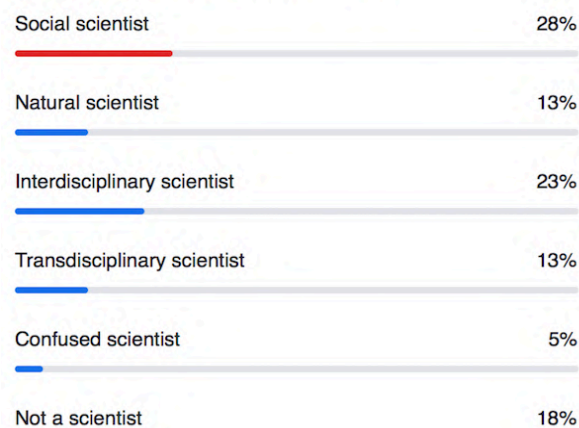 Social scientist 28%
Natural scientist 13%
Interdisciplinary scientist 23%
Transdisciplinary scientist 13%
Confused scientist 5%
Not a scientist 18%